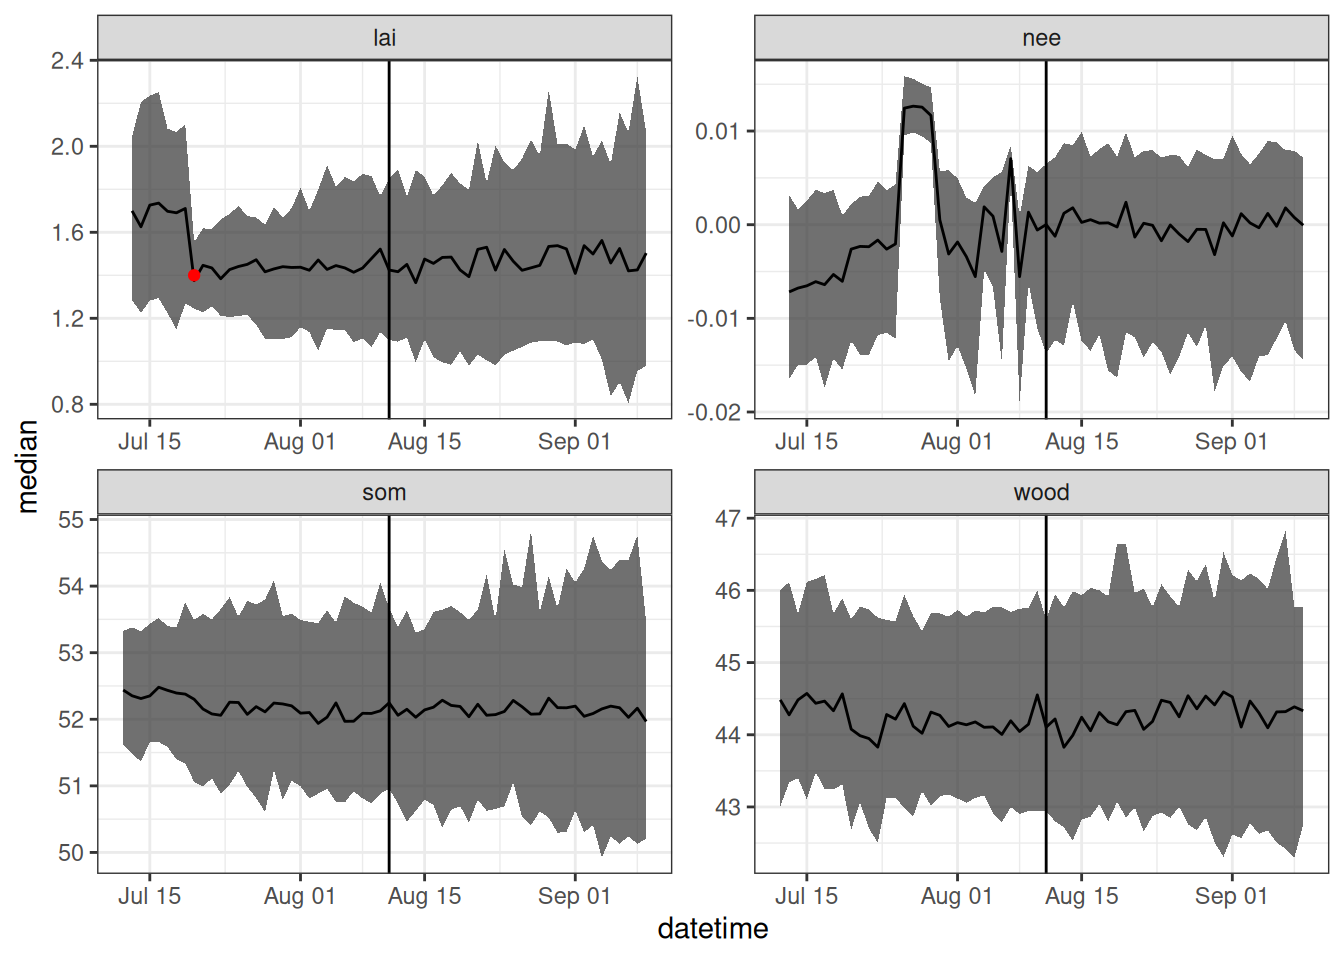 lai
nee
2.4
2.0
1.6
1.2
0.8
0.01
0.00
-0.01
-0.02
Jul 15 Aug 01 Aug 15 Sep 01
Jul 15 Aug 01 Aug 15 Sep 01
som
wood
55
54
53
52
51
50
47
46
45
44
43
Jul 15 Aug 01 Aug 15 Sep 01
Jul 15 Aug 01 Aug 15 Sep 01
median
datetime